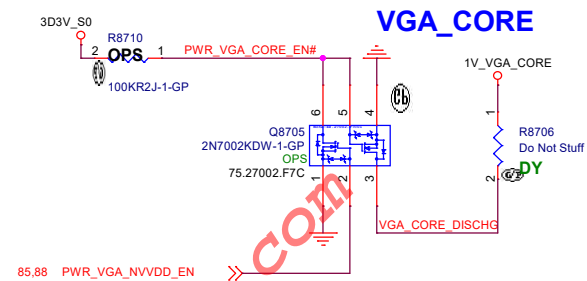 VGA_CORE
3D3V_S0
R8710
2 OPS 1
PWR_VGA_CORE_EN#
100KR2J-1-GP
1V_VGA_CORE
6 5 4
1
Q8705
2N7002KDW-1-GP
OPS
75.27002.F7C
R8706
Do Not Stuff
DY
1 2 3
2
VGA_CORE_DISCHG
com
85,88 PWR_VGA_NVVDD_EN